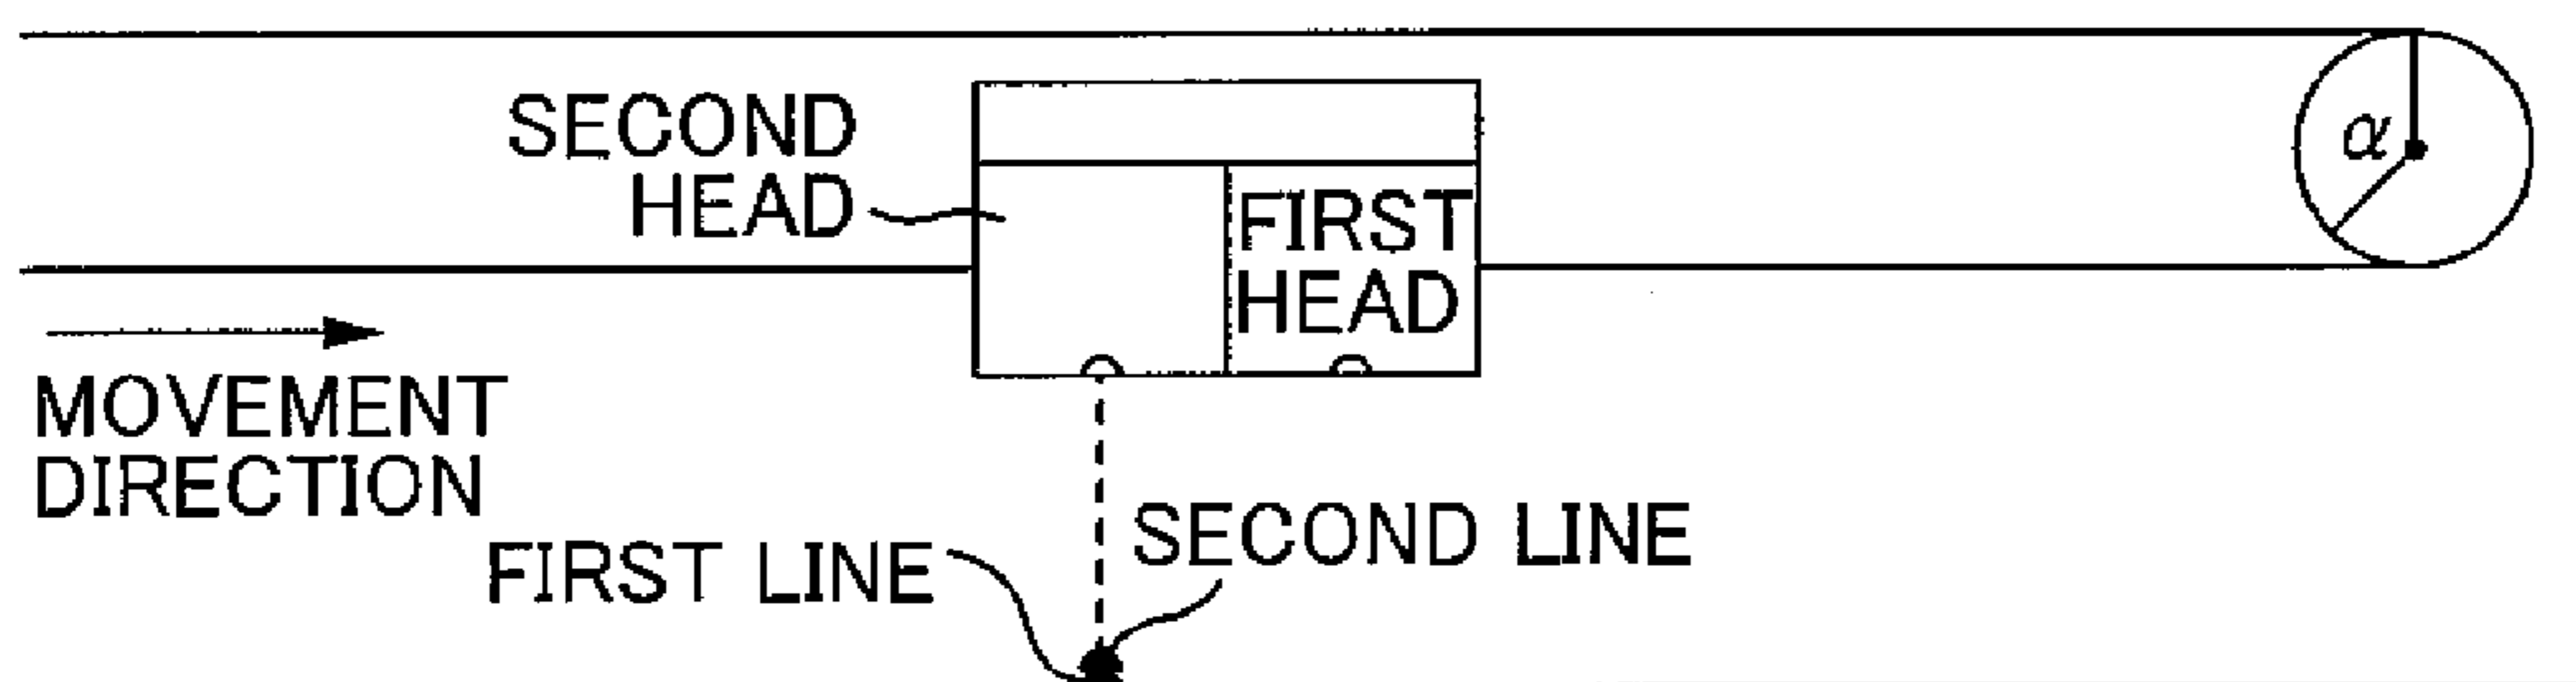 SECOND
HEAD
FIRST
HEAD
α
MOVEMENT
DIRECTION
FIRST LINE
SECOND LINE